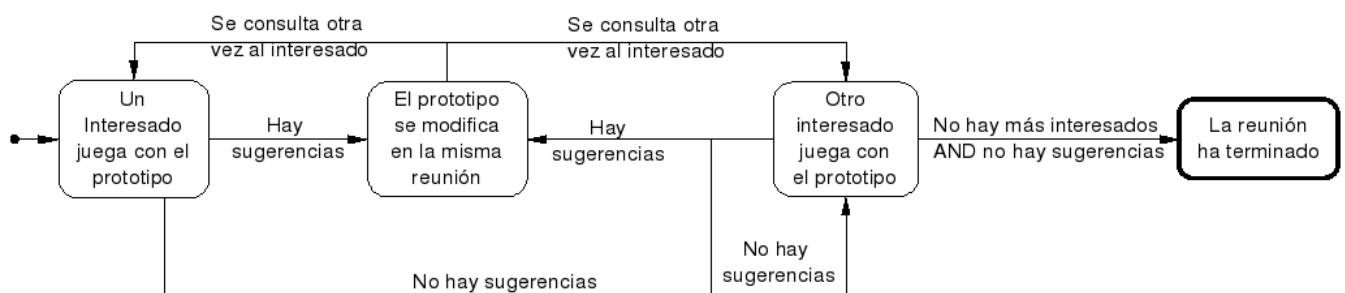 Se consulta otra
vez al interesado
Se consulta otra
vez al interesado
Un
Interesado
juega con el
prototipo
Hay
sugerencias
El prototipo
se modifica
en la misma
reunión
Hay
sugerencias
Otro
interesado
juega con
el prototipo
No hay más interesados
AND no hay sugerencias
La reunión
ha terminado
No hay
sugerencias
No hay sugerencias